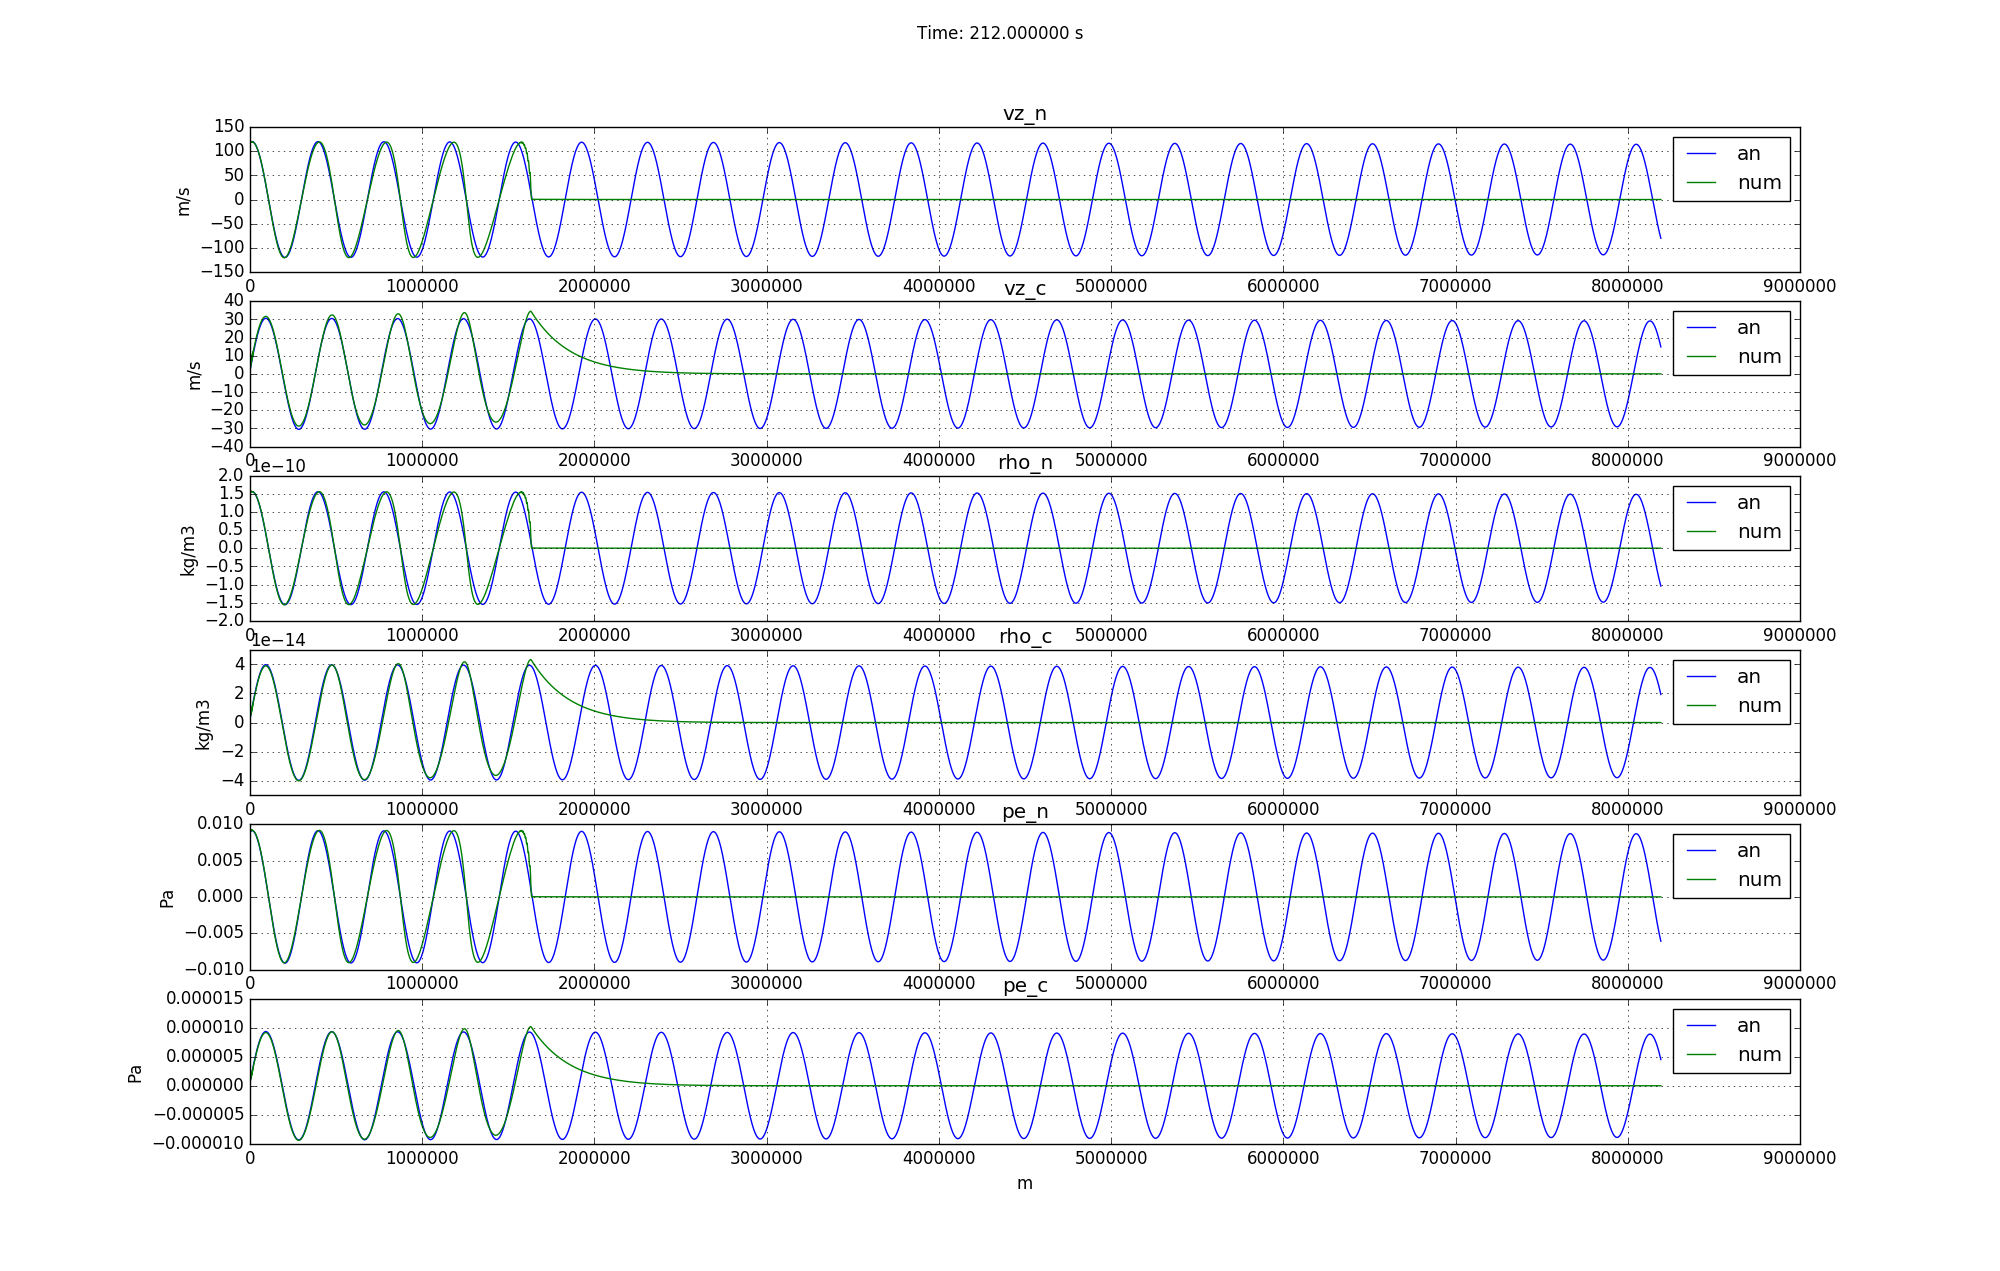 Time: 212.000000 s
vz_n
150
100
50
0
−50
−100
−150
m/s
an
num
0 1000000 2000000 3000000 4000000 5000000 6000000 7000000 8000000 9000000
vz_c
40
30
20
10
0
−10
−20
−30
−40
m/s
an
num
0 1000000 2000000 3000000 4000000 5000000 6000000 7000000 8000000 9000000
1e−10
rho_n
2.0
1.5
1.0
0.5
0.0
−0.5
−1.0
−1.5
−2.0
kg/m3
an
num
0 1000000 2000000 3000000 4000000 5000000 6000000 7000000 8000000 9000000
1e−14
rho_c
4
2
0
−2
−4
kg/m3
an
num
0 1000000 2000000 3000000 4000000 5000000 6000000 7000000 8000000 9000000
pe_n
0.010
0.005
0.000
−0.005
−0.010
Pa
an
num
0 1000000 2000000 3000000 4000000 5000000 6000000 7000000 8000000 9000000
pe_c
0.000015
0.000010
0.000005
0.000000
−0.000005
−0.000010
Pa
an
num
0 1000000 2000000 3000000 4000000 5000000 6000000 7000000 8000000 9000000
m